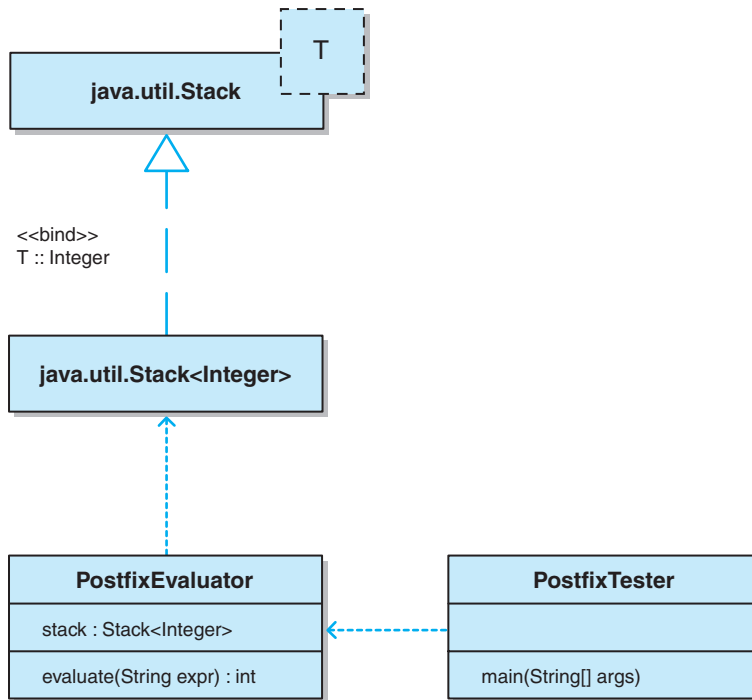 T
java.util.Stack
<<bind>>
T :: Integer
java.util.Stack<Integer>
PostfixEvaluator
stack : Stack<Integer>
evaluate(String expr) : int
PostfixTester
main(String[] args)